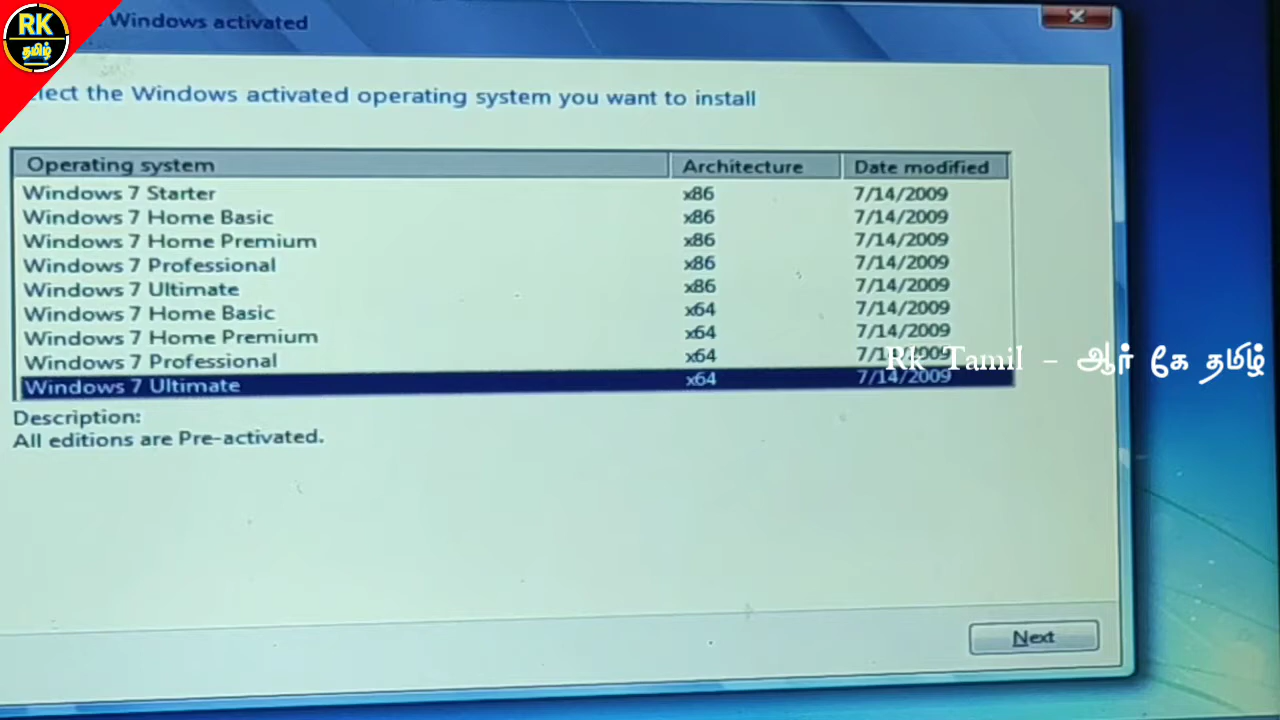 RK
தமிழ்
Windows activated
lect the Windows activated operating system you want to install
Operating system Architecture Date modified
Windows 7 Starter x86 7/14/2009
Windows 7 Home Basic x86 7/14/2009
Windows 7 Home Premium x86 7/14/2009
Windows 7 Professional x86 7/14/2009
Windows 7 Ultimate x86 7/14/2009
Windows 7 Home Basic x64 7/14/2009
Windows 7 Home Premium x64 7/14/2009
Windows 7 Professional x64 7/14/2009
Rk Tamil - ஆர் கே தமிழ்
Windows 7 Ultimate x64 7/14/2009
Description:
All editions are Pre-activated.
Next